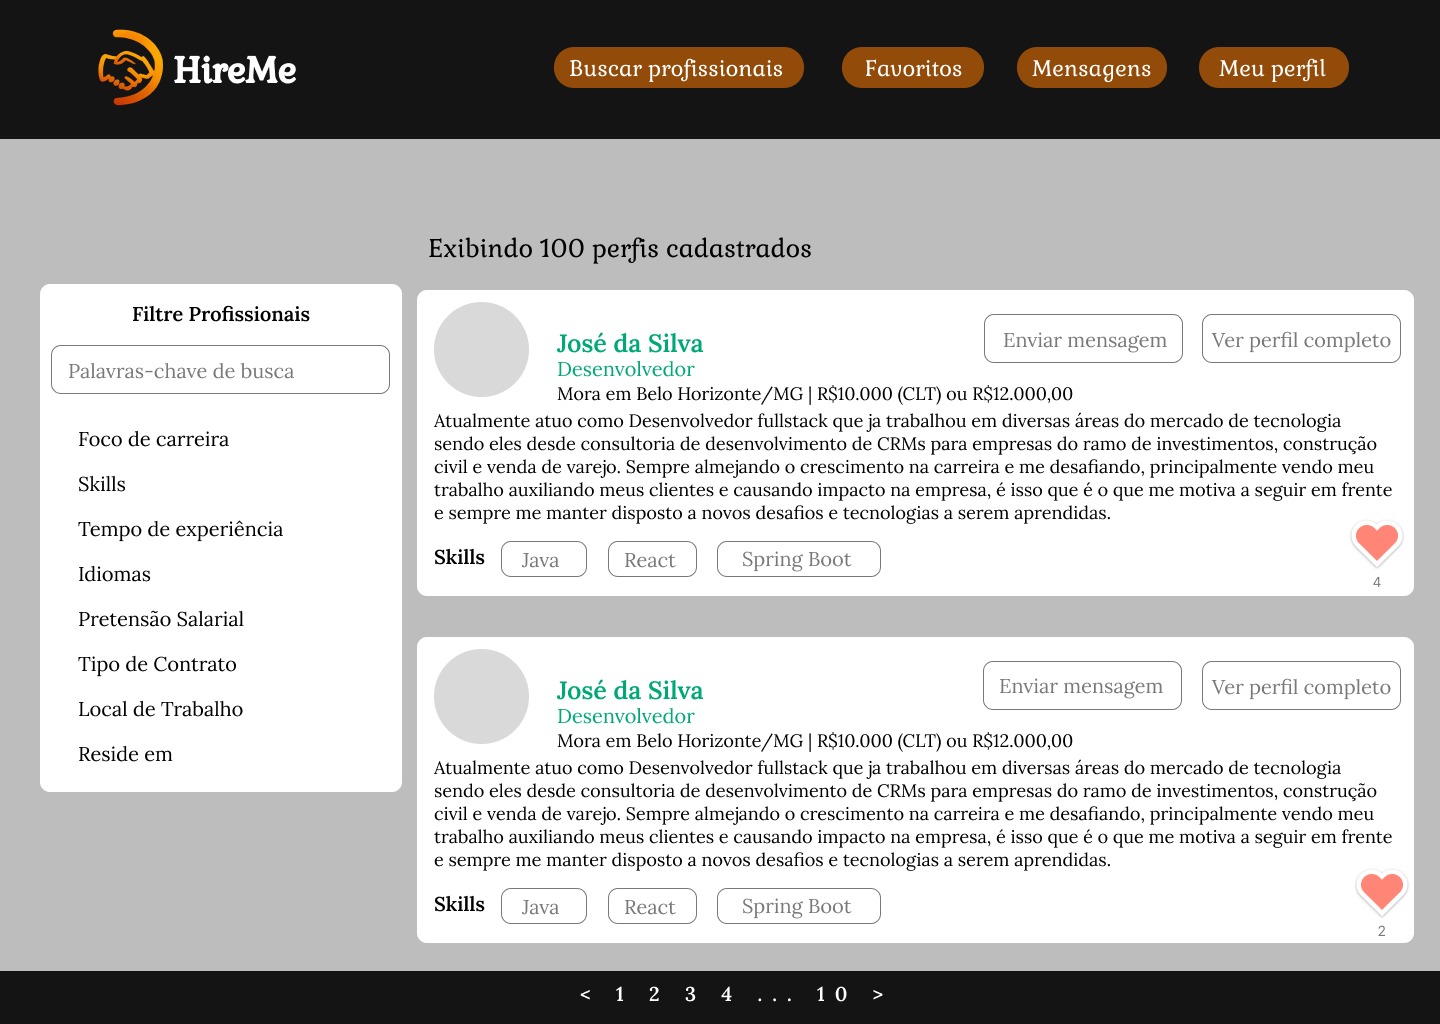 HireMe
Buscar profissionais
Favoritos
Mensagens
Meu perfil
Exibindo 100 perfis cadastrados
Filtre Profissionais
Palavras-chave de busca
Foco de carreira
Skills
Tempo de experiência
Idiomas
Pretensão Salarial
Tipo de Contrato
Local de Trabalho
Reside em
José da Silva
Desenvolvedor
Mora em Belo Horizonte/MG | R$10.000 (CLT) ou R$12.000,00
Enviar mensagem
Ver perfil completo
Atualmente atuo como Desenvolvedor fullstack que ja trabalhou em diversas áreas do mercado de tecnologia
sendo eles desde consultoria de desenvolvimento de CRMs para empresas do ramo de investimentos, construção
civil e venda de varejo. Sempre almejando o crescimento na carreira e me desafiando, principalmente vendo meu
trabalho auxiliando meus clientes e causando impacto na empresa, é isso que é o que me motiva a seguir em frente
e sempre me manter disposto a novos desafios e tecnologias a serem aprendidas.
Skills
Java
React
Spring Boot
4
José da Silva
Desenvolvedor
Mora em Belo Horizonte/MG | R$10.000 (CLT) ou R$12.000,00
Enviar mensagem
Ver perfil completo
Atualmente atuo como Desenvolvedor fullstack que ja trabalhou em diversas áreas do mercado de tecnologia
sendo eles desde consultoria de desenvolvimento de CRMs para empresas do ramo de investimentos, construção
civil e venda de varejo. Sempre almejando o crescimento na carreira e me desafiando, principalmente vendo meu
trabalho auxiliando meus clientes e causando impacto na empresa, é isso que é o que me motiva a seguir em frente
e sempre me manter disposto a novos desafios e tecnologias a serem aprendidas.
Skills
Java
React
Spring Boot
2
< 1 2 3 4 ... 10 >